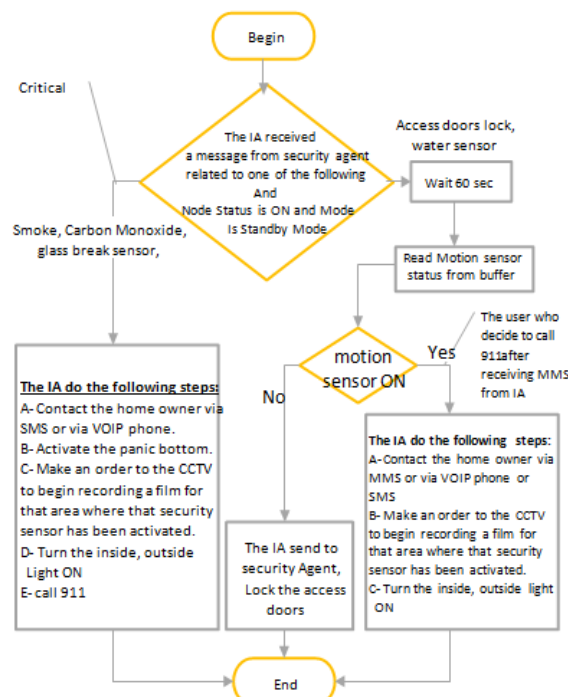 Begin
Critical
The IA received
a message from security agent
related to one of the following
And
Node Status is ON and Mode
Is Standby Mode
Access doors lock,
water sensor
Wait 60 sec
Smoke, Carbon Monoxide,
glass break sensor,
Read Motion sensor
status from buffer
motion
sensor ON
Yes
No
The user who
decide to call
911after
receiving MMS
from IA
The IA do the following steps:
A- Contact the home owner via
SMS or via VOIP phone.
B- Activate the panic bottom.
C- Make an order to the CCTV
to begin recording a film for
that area where that security
sensor has been activated.
D- Turn the inside, outside
Light ON
E- call 911
The IA send to
security Agent,
Lock the access
doors
The IA do the following steps:
A-Contact the home owner via
MMS or via VOIP phone or
SMS
B- Make an order to the CCTV
to begin recording a film for
that area where that security
sensor has been activated.
C- Turn the inside, outside light
ON
End